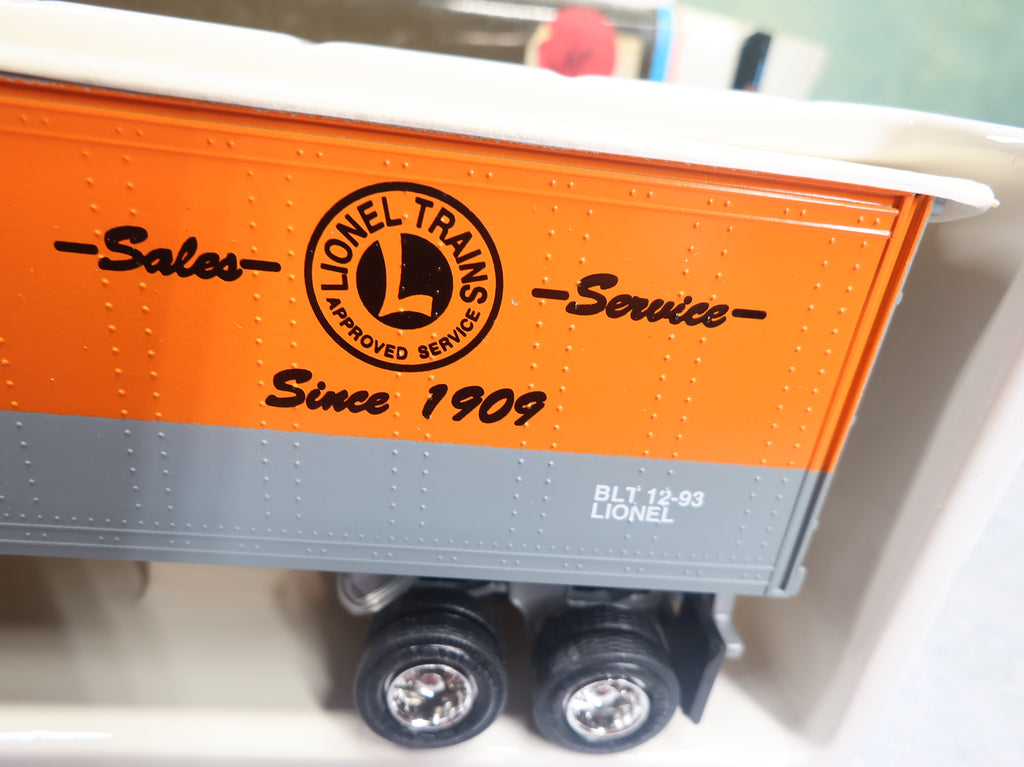 -Sales-
LIONEL TRAINS
L
APPROVED SERVICE
-Service-
Since 1909
BLT 12-93
LIONEL